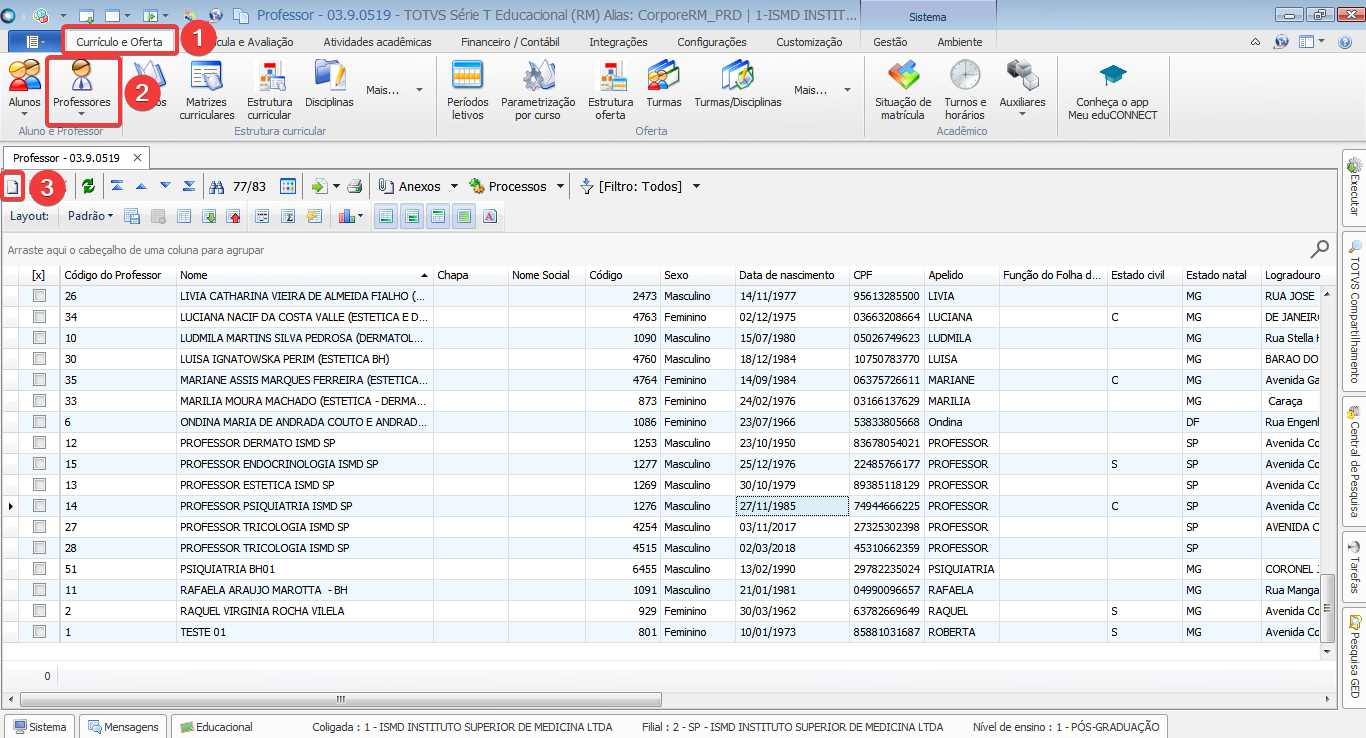 Professor - 03.9.0519 - TOTVS Série T Educacional (RM) Alias: CorporeRM_PRD | 1-ISMD INSTIT...
Sistema
Currículo e Oferta
1
cula e Avaliação
Atividades acadêmicas
Financeiro / Contábil
Integrações
Configurações
Customização
Gestão
Ambiente
Alunos
Professores
2
os
Matrizes
curriculares
Estrutura
curricular
Disciplinas
Mais...
Períodos
letivos
Parametrização
por curso
Estrutura
oferta
Turmas
Turmas/Disciplinas
Mais...
Situação de
matrícula
Turnos e
horários
Auxiliares
Conheça o app
Meu eduCONNECT
Aluno e Professor
Estrutura curricular
Oferta
Acadêmico
Professor - 03.9.0519
3
77/83
Anexos
Processos
[Filtro: Todos]
Layout:
Padrão
Arraste aqui o cabeçalho de uma coluna para agrupar
[x] Código do Professor Nome Chapa Nome Social Código Sexo Data de nascimento CPF Apelido Função do Folha d... Estado civil Estado natal Logradouro
26 LIVIA CATHARINA VIEIRA DE ALMEIDA FIALHO (... 2473 Masculino 14/11/1977 95613285500 LIVIA MG RUA JOSE
34 LUCIANA NACIF DA COSTA VALLE (ESTETICA E D... 4763 Feminino 02/12/1975 03663208664 LUCIANA C MG DE JANEIRO
10 LUDMILA MARTINS SILVA PEDROSA (DERMATOL... 1090 Masculino 15/07/1980 05026749623 LUDMILA MG Rua Stella H
30 LUISA IGNATOWSKA PERIM (ESTETICA BH) 4760 Masculino 18/12/1984 10750783770 LUISA MG BARAO DO
35 MARIANE ASSIS MARQUES FERREIRA (ESTETICA... 4764 Feminino 14/09/1984 06375726611 MARIANE C MG Avenida Ga
33 MARILIA MOURA MACHADO (ESTETICA - DERMA... 873 Feminino 24/02/1976 03166137629 MARILIA MG Caraça
6 ONDINA MARIA DE ANDRADA COUTO E ANDRAD... 1086 Feminino 23/07/1966 53833805668 Ondina DF Rua Engenl
12 PROFESSOR DERMATO ISMD SP 1253 Masculino 23/10/1950 83678054021 PROFESSOR SP Avenida Co
15 PROFESSOR ENDOCRINOLOGIA ISMD SP 1277 Masculino 25/12/1976 22485766177 PROFESSOR S SP Avenida Co
13 PROFESSOR ESTETICA ISMD SP 1269 Masculino 30/10/1979 89385118129 PROFESSOR SP Avenida Co
14 PROFESSOR PSIQUIATRIA ISMD SP 1276 Masculino 27/11/1985 74944666225 PROFESSOR C SP Avenida Co
27 PROFESSOR TRICOLOGIA ISMD SP 4254 Masculino 03/11/2017 27325302398 PROFESSOR SP AVENIDA C
28 PROFESSOR TRICOLOGIA ISMD SP 4515 Masculino 02/03/2018 45310662359 PROFESSOR SP
51 PSIQUIATRIA BH01 6455 Masculino 13/02/1990 29782235024 PSIQUIATRIA MG CORONEL J
11 RAFAELA ARAUJO MAROTTA - BH 1091 Masculino 21/01/1981 04990096657 RAFAELA MG Rua Manga
2 RAQUEL VIRGINIA ROCHA VILELA 929 Feminino 30/03/1962 63782669649 RAQUEL S MG Avenida Co
1 TESTE 01 801 Feminino 10/01/1973 85881031687 ROBERTA S MG Avenida Co
0
Executar
TOTVS Compartilhamento
Central de Pesquisa
Tarefas
Pesquisa GED
Sistema
Mensagens
Educacional
Coligada : 1 - ISMD INSTITUTO SUPERIOR DE MEDICINA LTDA
Filial : 2 - SP - ISMD INSTITUTO SUPERIOR DE MEDICINA LTDA
Nível de ensino : 1 - PÓS-GRADUAÇÃO